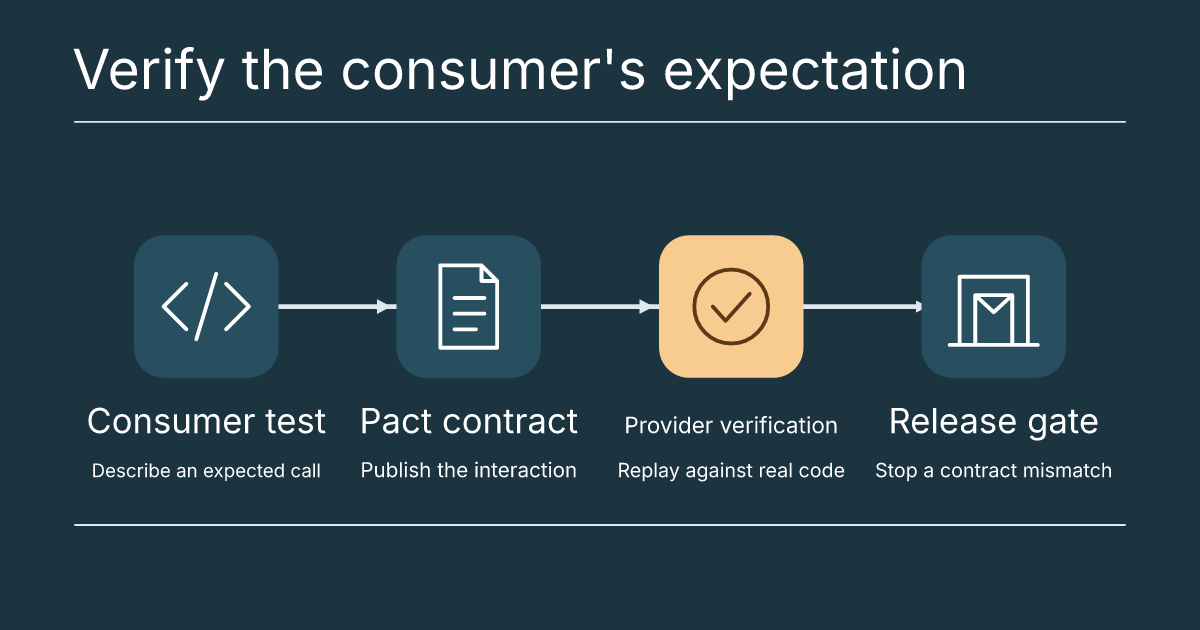 Verify the consumer's expectation
Consumer test
Pact contract
Provider verification
Release gate
Describe an expected call
Publish the interaction
Replay against real code
Stop a contract mismatch